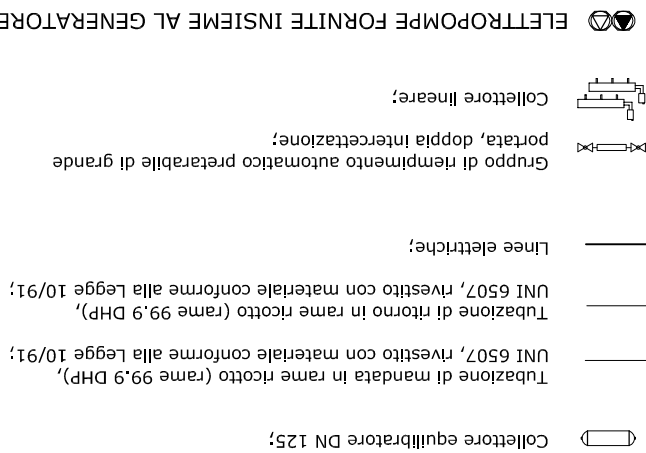 Collettore equilibratore DN 125;
Tubazione di mandata in rame ricotto (rame 99.9 DHP),
UNI 6507, rivestito con materiale conforme alla Legge 10/91;
Tubazione di ritorno in rame ricotto (rame 99.9 DHP),
UNI 6507, rivestito con materiale conforme alla Legge 10/91;
Linee elettriche;
Gruppo di riempimento automatico pretarabile di grande
portata, doppia intercettazione;
Collettore lineare;
ELETTROPOMPE FORNITE INSIEME AL GENERATORE